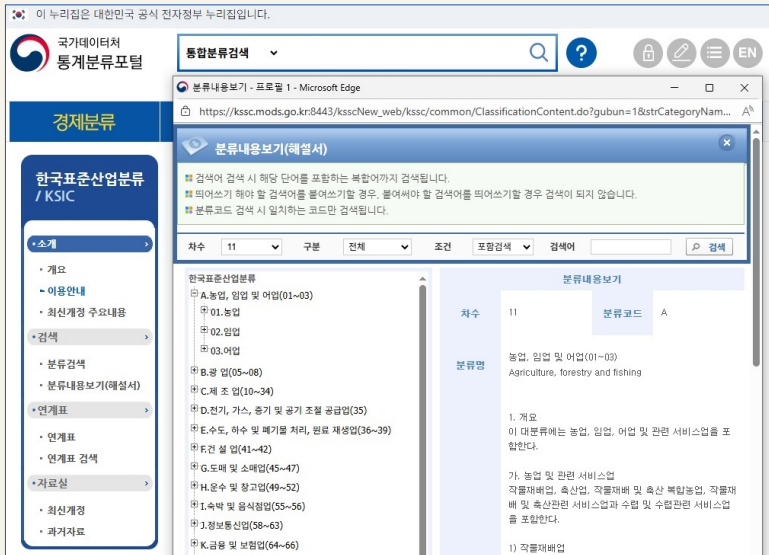 이 누리집은 대한민국 공식 전자정부 누리집입니다.
국가데이터처
통계분류포털
통합분류검색
?
EN
경제분류
한국표준산업분류
/ KSIC
•소개
• 개요
이용안내
• 최신개정 주요내용
•검색
• 분류검색
• 분류내용보기(해설서)
•연계표
• 연계표
• 연계표 검색
•자료실
• 최신개정
• 과거자료
분류내용보기 - 프로필 1 - Microsoft Edge
https://kssc.mods.go.kr:8443/ksscNew_web/kssc/common/ClassificationContent.do?gubun=1&strCategoryNam...
분류내용보기(해설서)
검색어 검색 시 해당 단어를 포함하는 복합어까지 검색됩니다.
띄어쓰기 해야 할 검색어를 붙여쓰기할 경우, 붙여써야 할 검색어를 띄어쓰기할 경우 검색이 되지 않습니다.
분류코드 검색 시 일치하는 코드만 검색됩니다.
차수 11 구분 전체 조건 포함검색 검색어 검색
한국표준산업분류
A.농업, 임업 및 어업(01~03)
01.농업
02.임업
03.어업
B.광 업(05~08)
C.제 조 업(10~34)
D.전기, 가스, 증기 및 공기 조절 공급업(35)
E.수도, 하수 및 폐기물 처리, 원료 재생업(36~39)
F.건 설 업(41~42)
G.도매 및 소매업(45~47)
H.운수 및 창고업(49~52)
I.숙박 및 음식점업(55~56)
J.정보통신업(58~63)
K.금융 및 보험업(64~66)
분류내용보기
차수 11 분류코드 A
분류명
농업, 임업 및 어업(01~03)
Agriculture, forestry and fishing
1. 개요
이 대분류에는 농업, 임업, 어업 및 관련 서비스업을 포
함한다.
가. 농업 및 관련 서비스업
작물재배업, 축산업, 작물재배 및 축산 복합농업, 작물재
배 및 축산관련 서비스업과 수렵 및 수렵관련 서비스업
을 포함한다.
1) 작물재배업